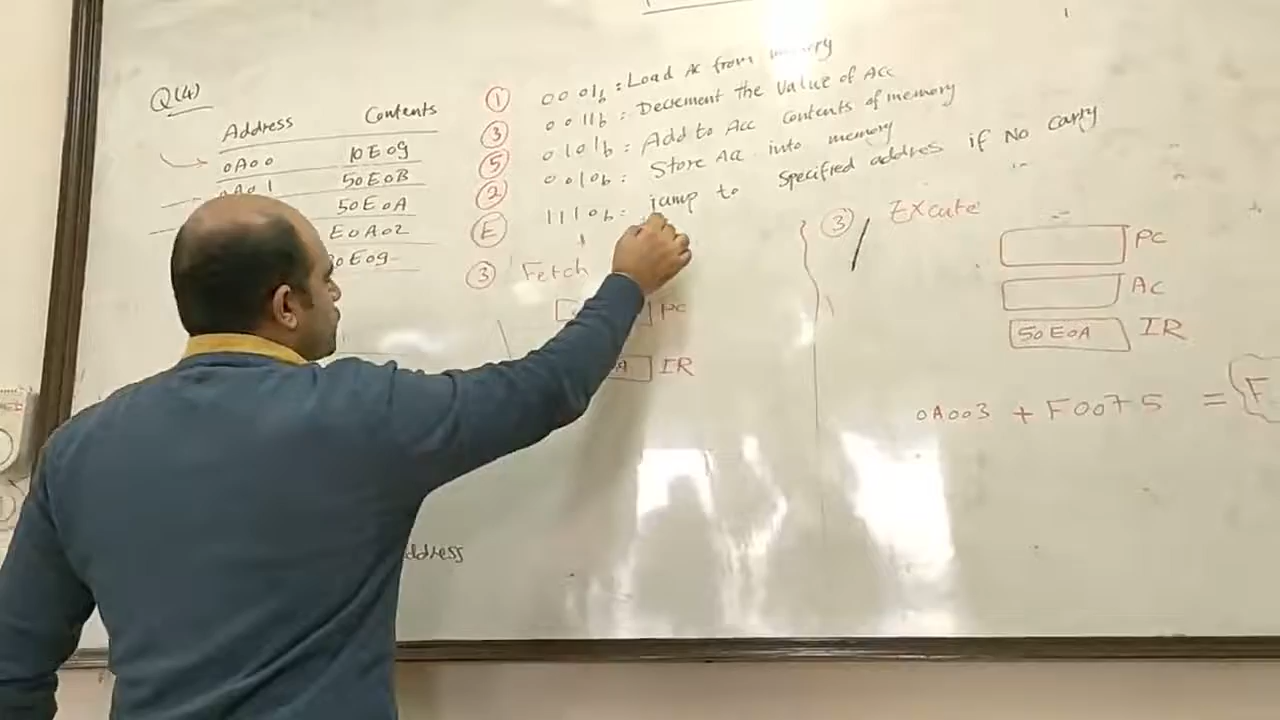 Q(4)
Address Contents
0A00 10E09
0A01 50E0B
50E0A
E0A02
0E09
① 0001b : Load Ac from memory
③ 0011b : Decrement the value of Acc
⑤ 0101b : Add to Acc contents of memory
② 0010b : Store Acc into memory
Ⓔ 1110b : jump to specified address if No carry
③ Fetch
PC
IR
③ EXcute
PC
AC
50E0A IR
0A003 + F0075 = F
ddress